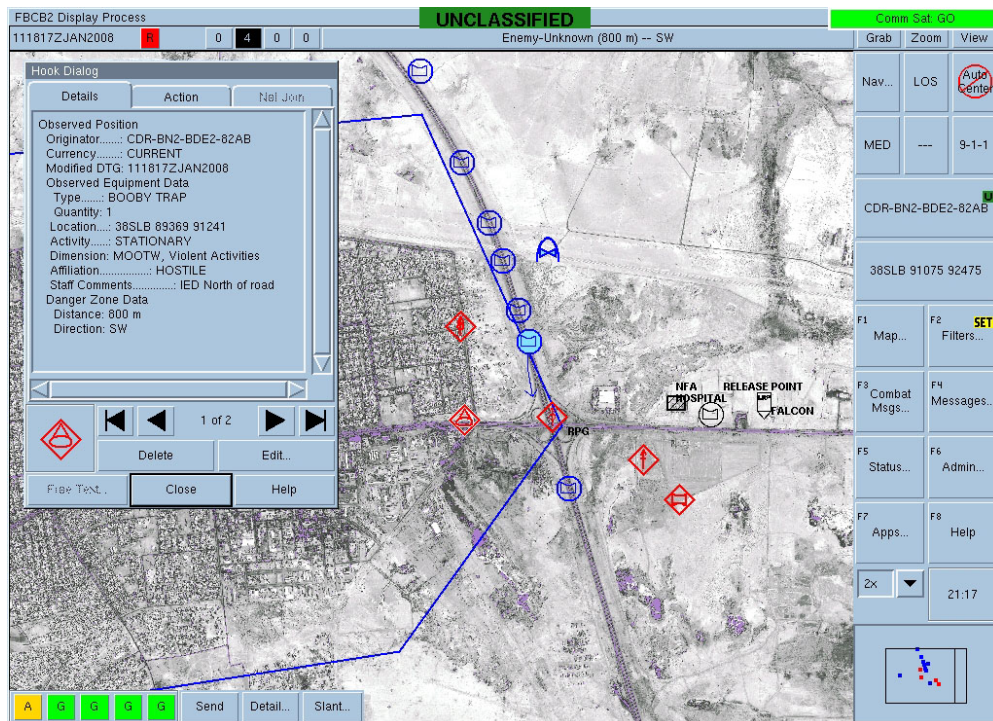 FBCB2 Display Process
UNCLASSIFIED
Comm Sat: GO
111817ZJAN2008
R
0
4
0
0
Enemy-Unknown (800 m) -- SW
Grab
Zoom
View
Hook Dialog
Details
Action
Nal Join
Observed Position
Originator......: CDR-BN2-BDE2-82AB
Currency........: CURRENT
Modified DTG: 111817ZJAN2008
Observed Equipment Data
Type.....: BOOBY TRAP
Quantity: 1
Location....: 38SLB 89369 91241
Activity.....: STATIONARY
Dimension: MOOTW, Violent Activities
Affiliation...................: HOSTILE
Staff Comments.............: IED North of road
Danger Zone Data
Distance: 800 m
Direction: SW
1 of 2
Delete
Edit...
Free Text...
Close
Help
NFA
HOSPITAL
RELEASE POINT
LRP
FALCON
RPG
Nav...
LOS
Auto
Center
MED
---
9-1-1
U
CDR-BN2-BDE2-82AB
38SLB 91075 92475
F1
Map...
F2
SET
Filters...
F3
Combat
Msgs...
F4
Messages...
F5
Status...
F6
Admin...
F7
Apps...
F8
Help
2x
21:17
A
G
G
G
G
Send
Detail...
Slant...